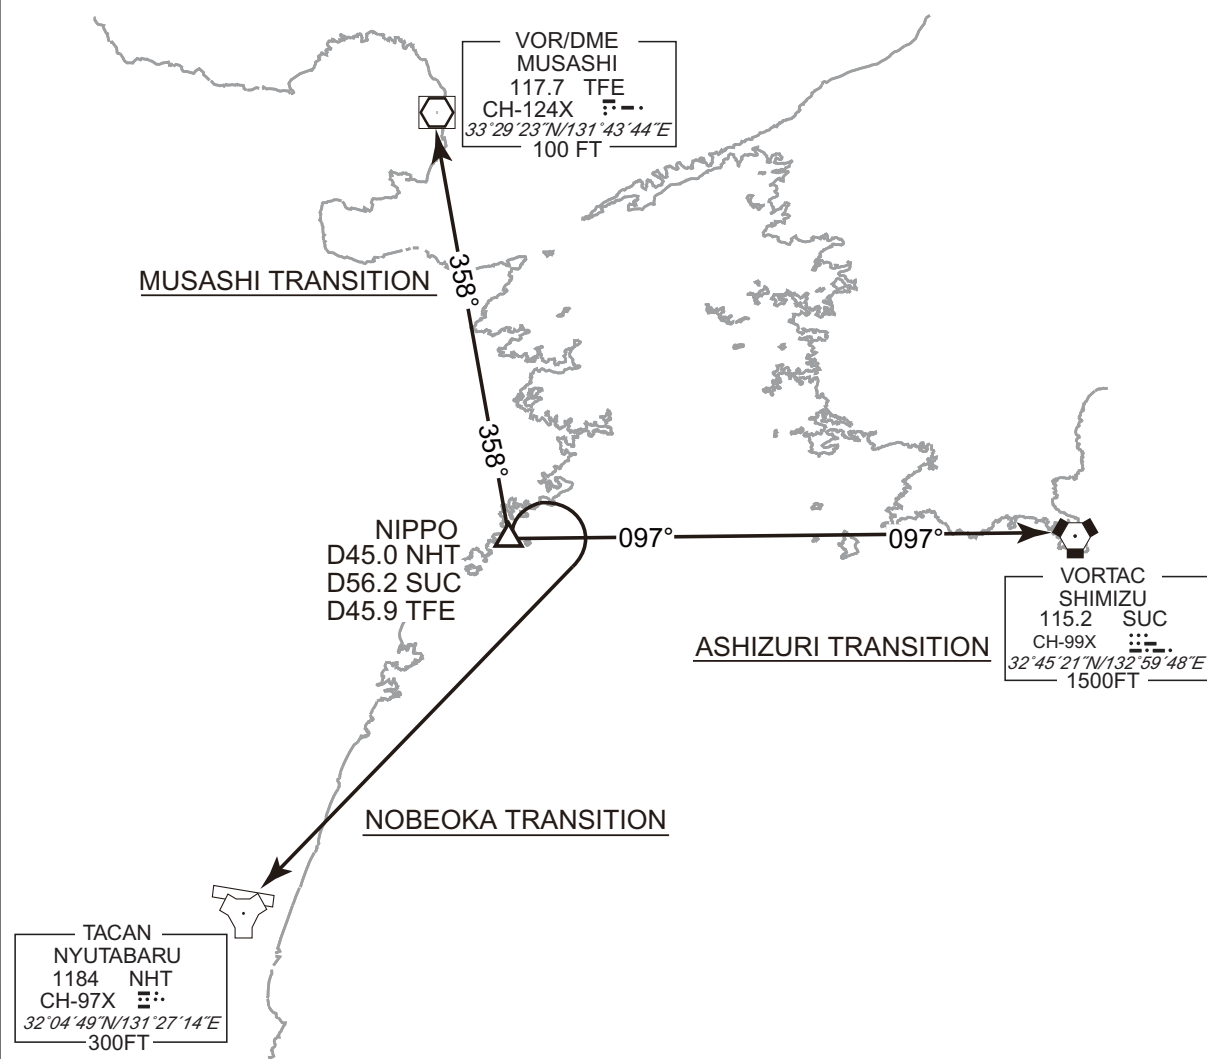 VOR/DME
MUSASHI
117.7 TFE
CH-124X
33°29′23″N/131°43′44″E
100 FT
MUSASHI TRANSITION
358°
358°
NIPPO
D45.0 NHT
D56.2 SUC
D45.9 TFE
097°
097°
VORTAC
SHIMIZU
115.2 SUC
CH-99X
32°45′21″N/132°59′48″E
1500FT
ASHIZURI TRANSITION
NOBEOKA TRANSITION
TACAN
NYUTABARU
1184 NHT
CH-97X
32°04′49″N/131°27′14″E
300FT